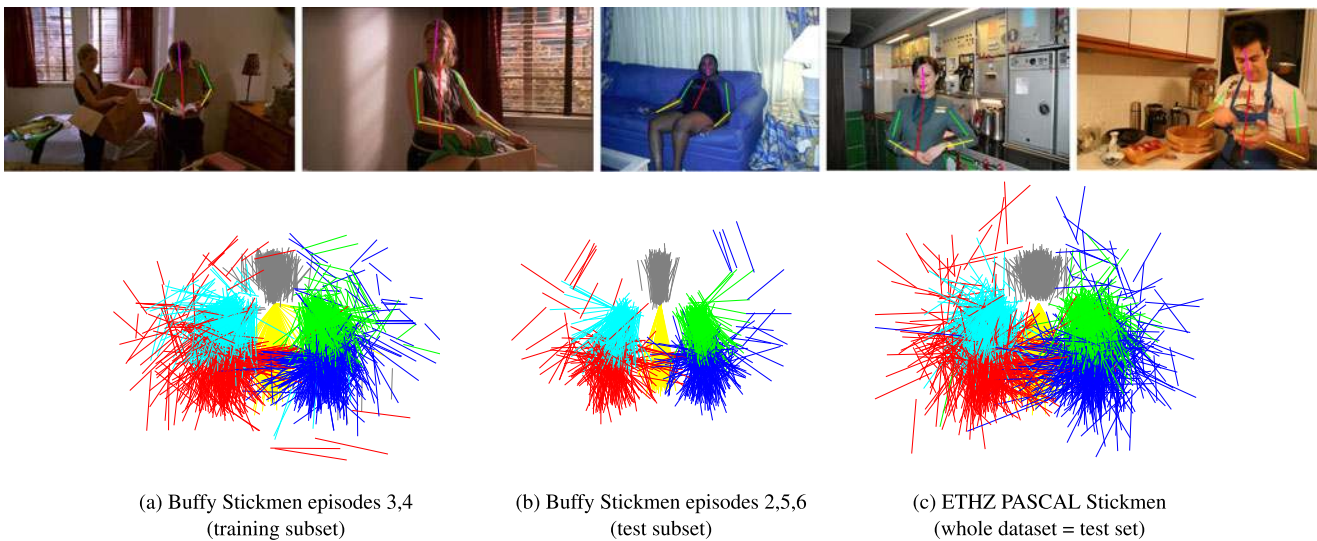 (a) Buffy Stickmen episodes 3,4
(training subset)
(b) Buffy Stickmen episodes 2,5,6
(test subset)
(c) ETHZ PASCAL Stickmen
(whole dataset = test set)